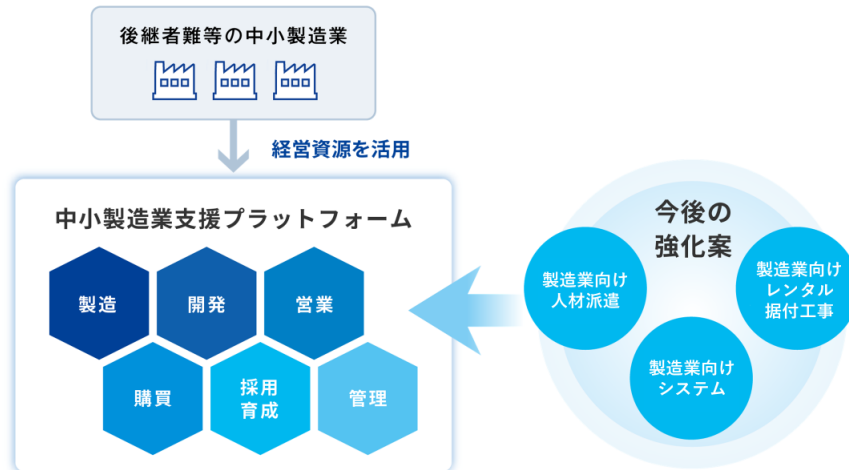 後継者難等の中小製造業
経営資源を活用
中小製造業支援プラットフォーム
製造
開発
営業
購買
採用
育成
管理
今後の
強化案
製造業向け
人材派遣
製造業向け
レンタル
据付工事
製造業向け
システム